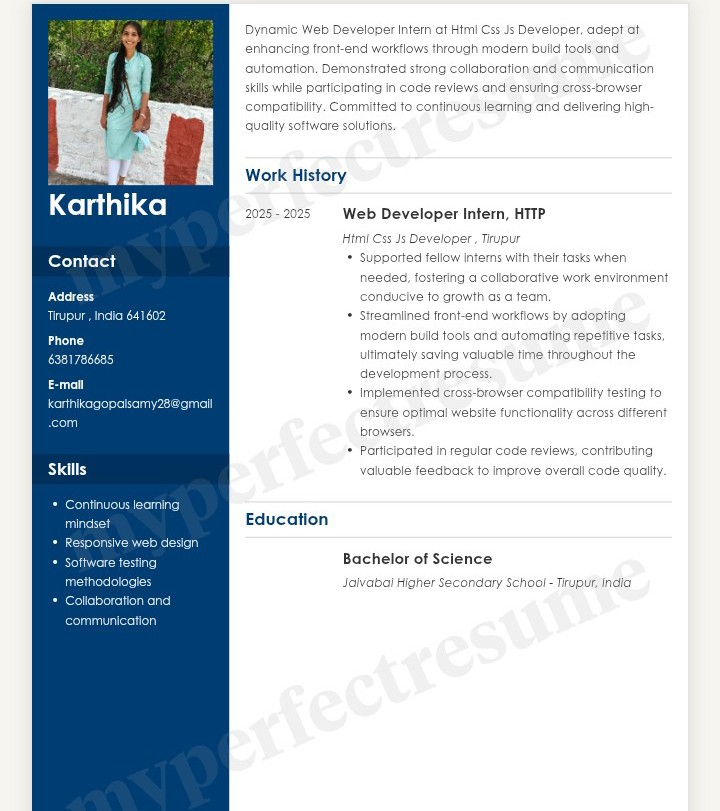 Karthika
Contact
Address
Tirupur , India 641602
Phone
6381786685
E-mail
karthikagopalsamy28@gmail
.com
Skills
• Continuous learning
mindset
• Responsive web design
• Software testing
methodologies
• Collaboration and
communication
Dynamic Web Developer Intern at Html Css Js Developer, adept at
enhancing front-end workflows through modern build tools and
automation. Demonstrated strong collaboration and communication
skills while participating in code reviews and ensuring cross-browser
compatibility. Committed to continuous learning and delivering high-
quality software solutions.
Work History
2025 - 2025 Web Developer Intern, HTTP
Html Css Js Developer , Tirupur
• Supported fellow interns with their tasks when
needed, fostering a collaborative work environment
conducive to growth as a team.
• Streamlined front-end workflows by adopting
modern build tools and automating repetitive tasks,
ultimately saving valuable time throughout the
development process.
• Implemented cross-browser compatibility testing to
ensure optimal website functionality across different
browsers.
• Participated in regular code reviews, contributing
valuable feedback to improve overall code quality.
Education
Bachelor of Science
Jaivabai Higher Secondary School - Tirupur, India
myperfectresume
myperfectresume
myperfectresume